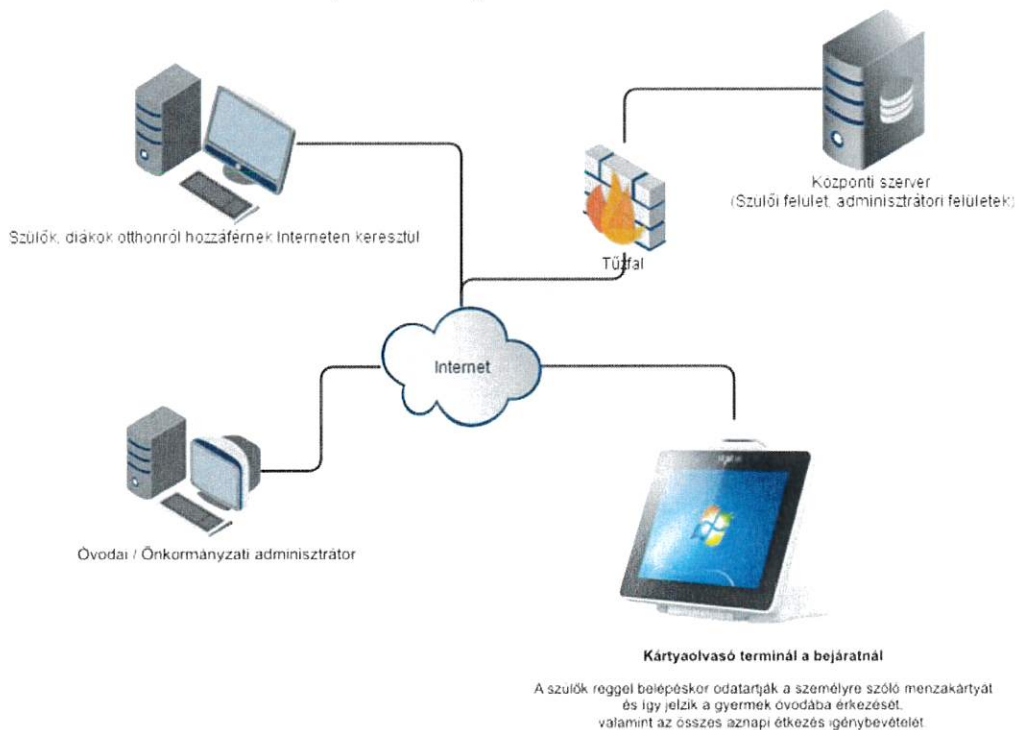 Központi szerver
(Szülői felület, adminisztrátori felületek)
Szülők, diákok otthonról hozzáférnek Interneten keresztül
Tűzfal
Internet
Óvodai / Önkormányzati adminisztrátor
Kártyaolvasó terminál a bejáratnál
A szülők reggel belépéskor odatartják a személyre szóló menzakártyát
és így jelzik a gyermek óvodába érkezését,
valamint az összes aznapi étkezés igénybevételét.